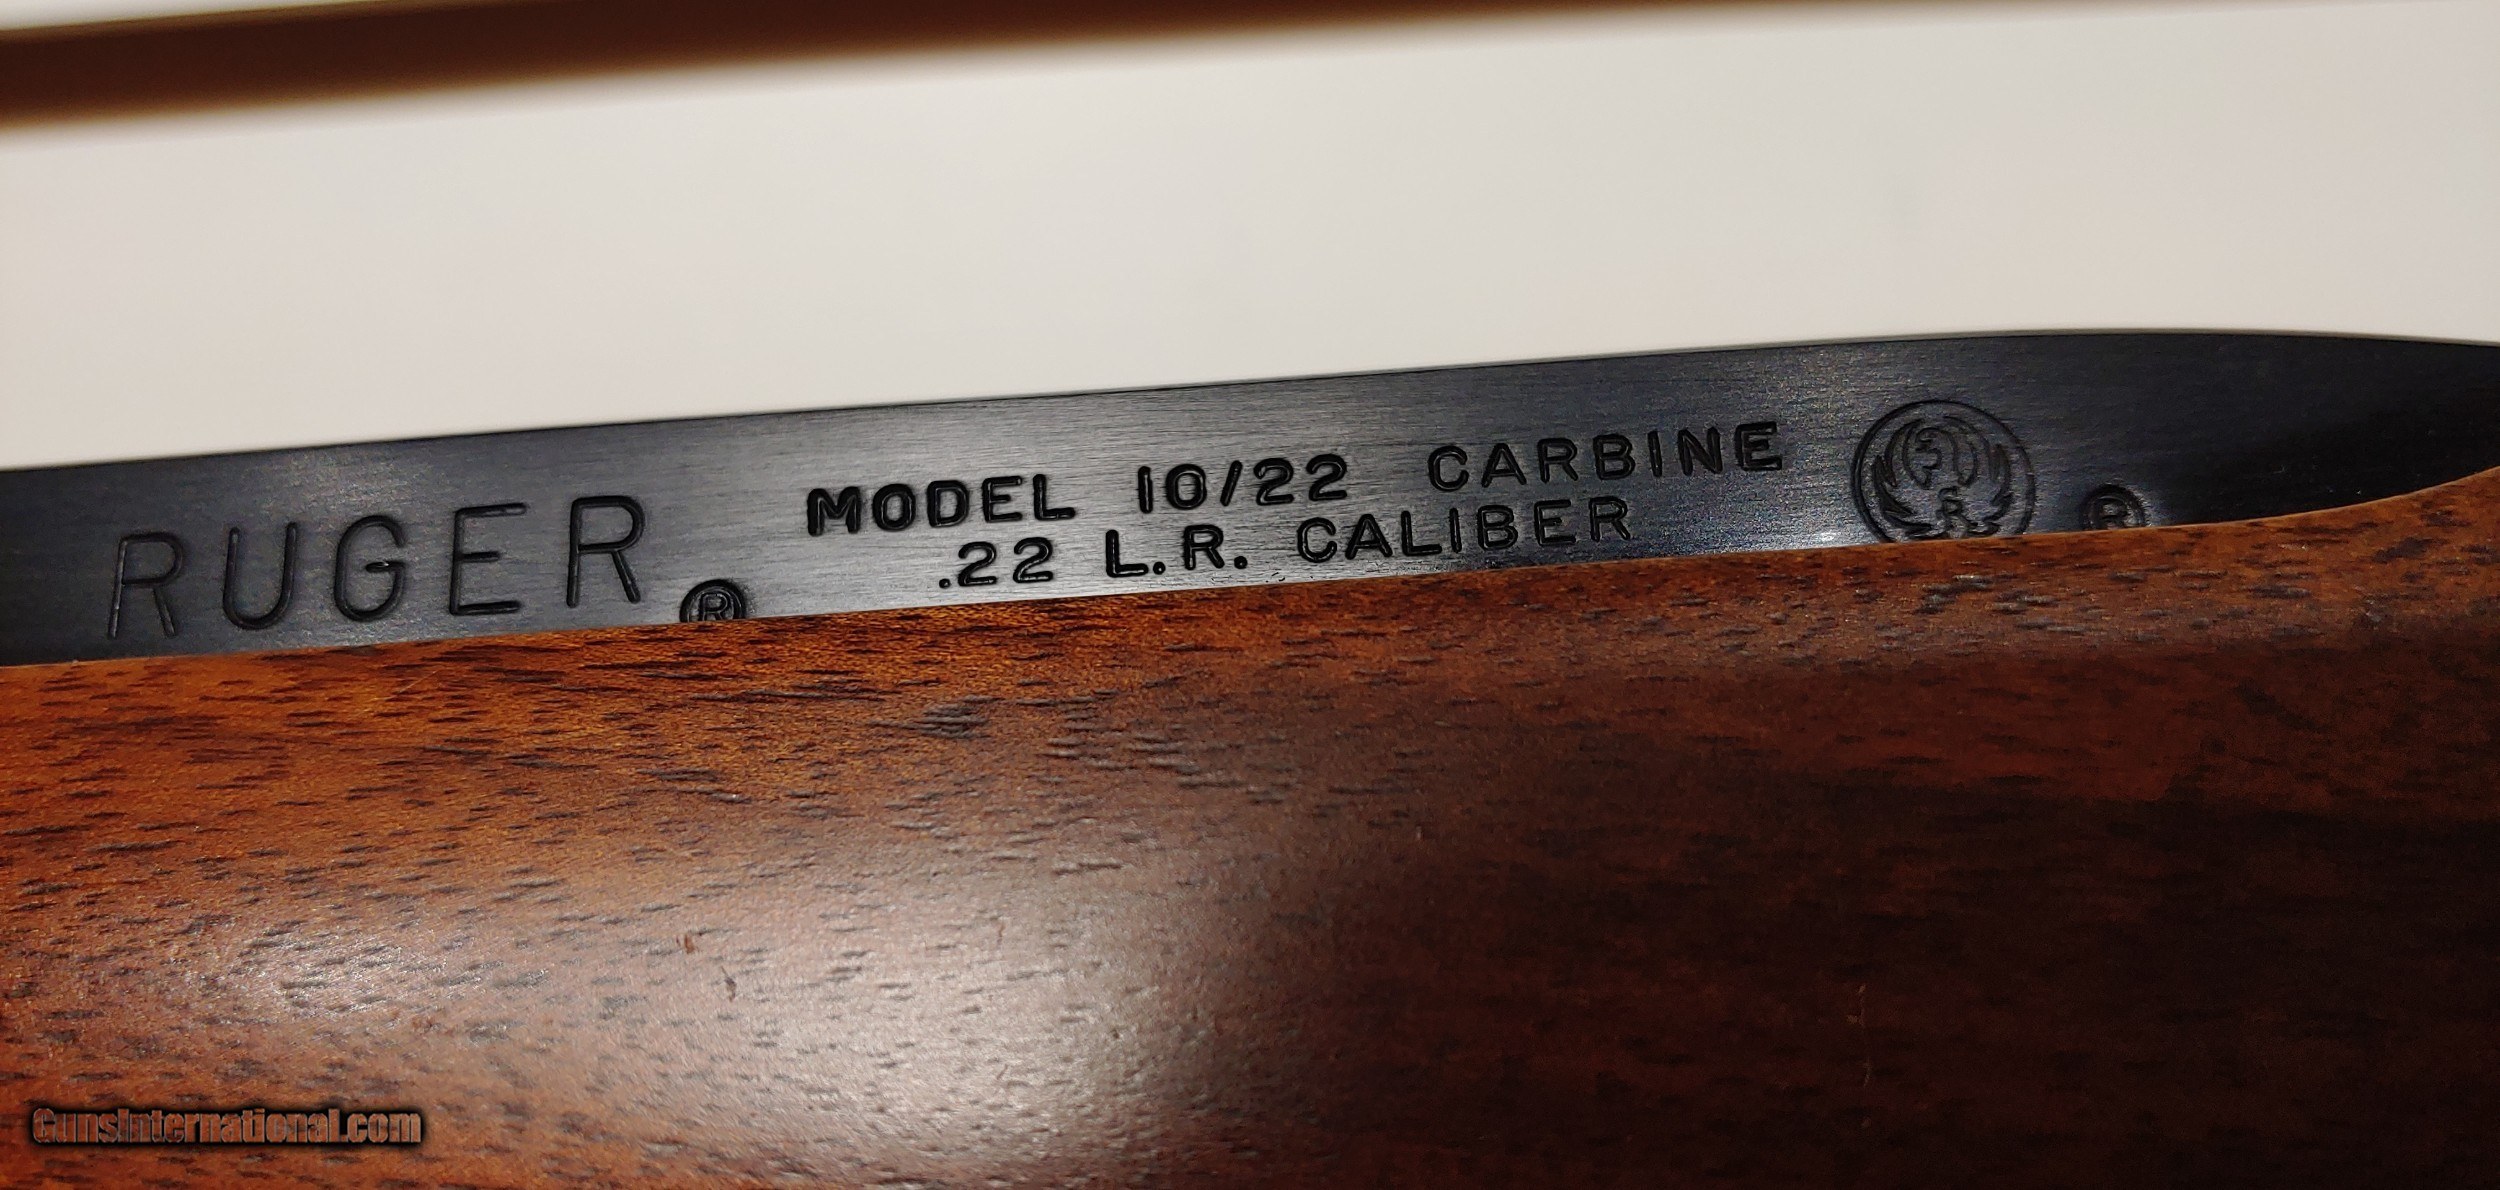 RUGER ®
MODEL 10/22 CARBINE ®
.22 L.R. CALIBER
GunsInternational.com